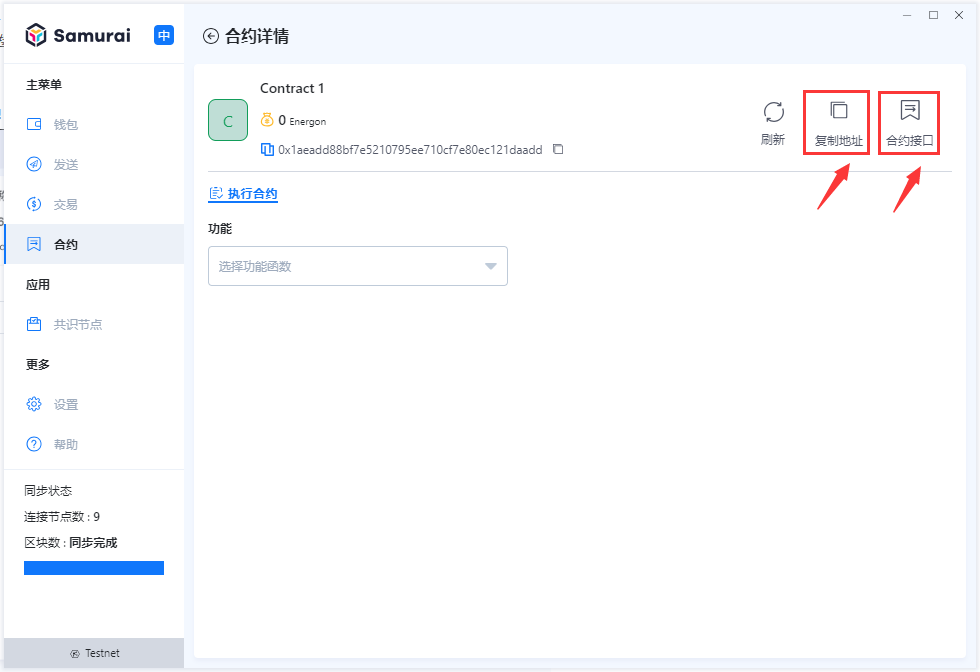 Samurai
中
合约详情
主菜单
钱包
发送
交易
合约
应用
共识节点
更多
设置
帮助
同步状态
连接节点数 : 9
区块数 : 同步完成
Testnet
Contract 1
C
0 Energon
0x1aeadd88bf7e5210795ee710cf7e80ec121daadd
刷新
复制地址
合约接口
执行合约
功能
选择功能函数